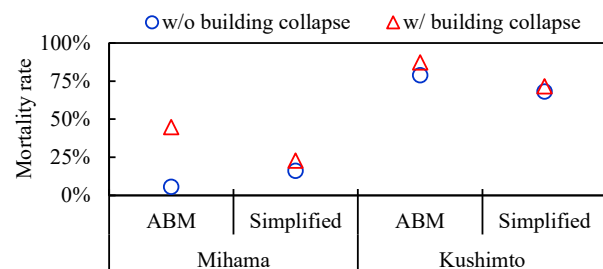 w/o building collapse w/ building collapse
100%
75%
50%
25%
0%
Mortality rate
ABM Simplified ABM Simplified
Mihama Kushimto